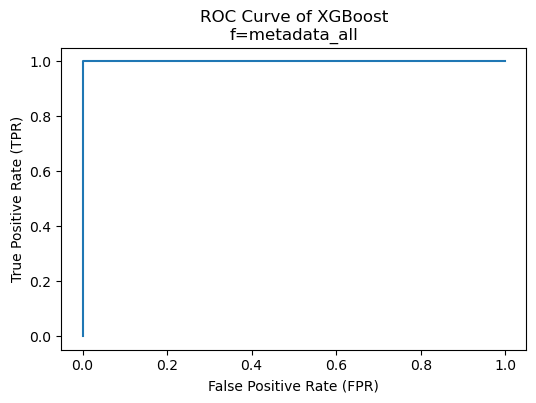 ROC Curve of XGBoost
f=metadata_all
1.0
0.8
0.6
0.4
0.2
0.0
True Positive Rate (TPR)
0.0 0.2 0.4 0.6 0.8 1.0
False Positive Rate (FPR)